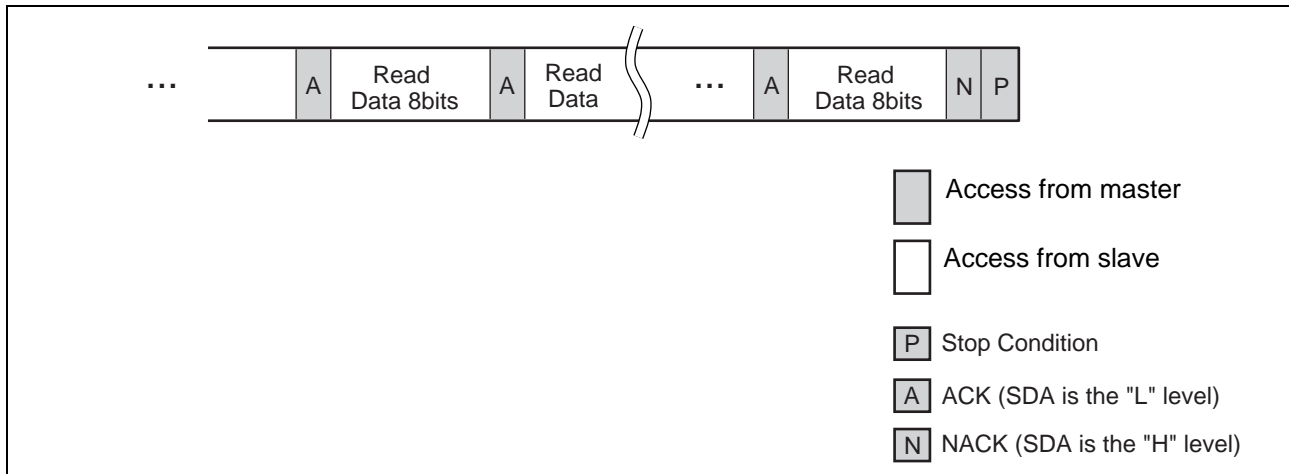 ... A Read Data 8bits A Read Data ... A Read Data 8bits N P
Access from master
Access from slave
P Stop Condition
A ACK (SDA is the "L" level)
N NACK (SDA is the "H" level)